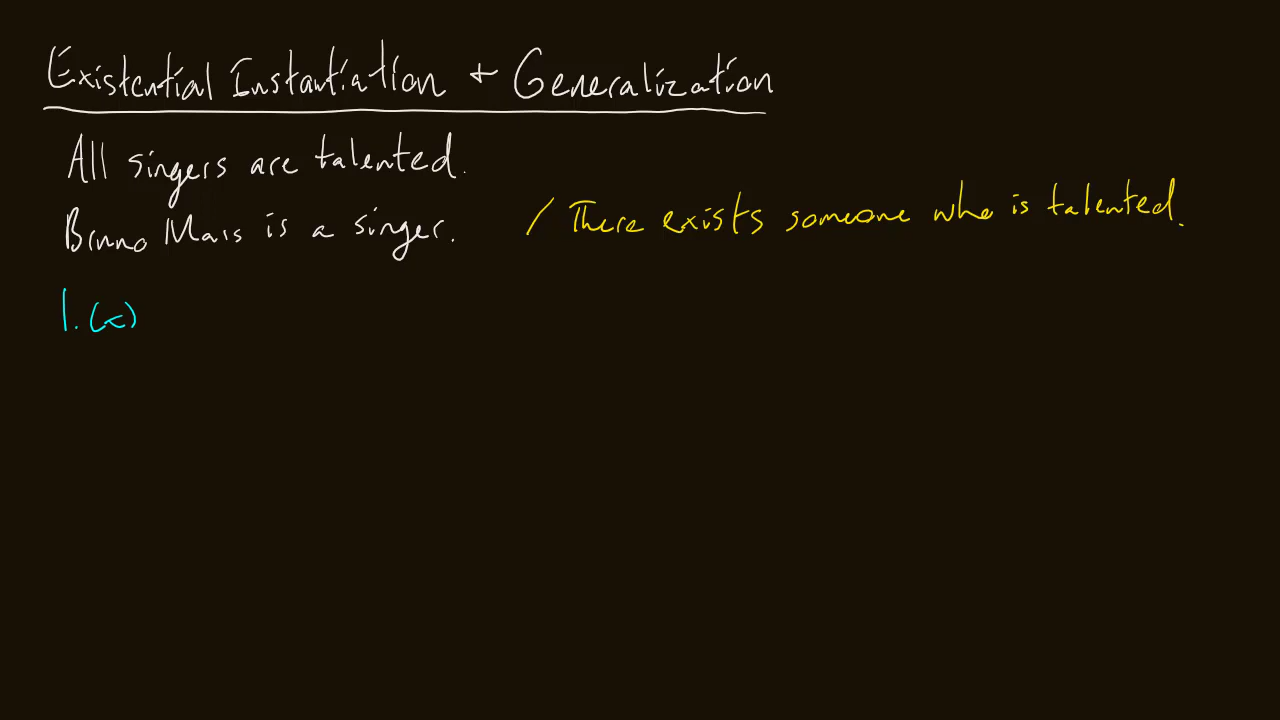 Existential Instantiation + Generalization
All singers are talented.
Bruno Mars is a singer. / There exists someone who is talented.
1. (x)